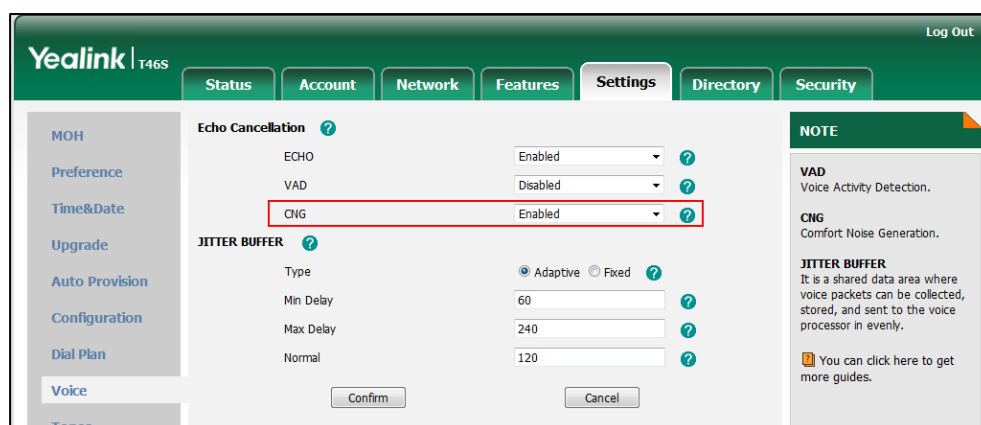 Log Out
Yealink | T46S
Status Account Network Features Settings Directory Security
MOH
Preference
Time&Date
Upgrade
Auto Provision
Configuration
Dial Plan
Voice
Echo Cancellation ?
ECHO Enabled ?
VAD Disabled ?
CNG Enabled ?
JITTER BUFFER ?
Type Adaptive Fixed ?
Min Delay 60 ?
Max Delay 240 ?
Normal 120 ?
Confirm Cancel
NOTE
VAD
Voice Activity Detection.
CNG
Comfort Noise Generation.
JITTER BUFFER
It is a shared data area where
voice packets can be collected,
stored, and sent to the voice
processor in evenly.
? You can click here to get
more guides.